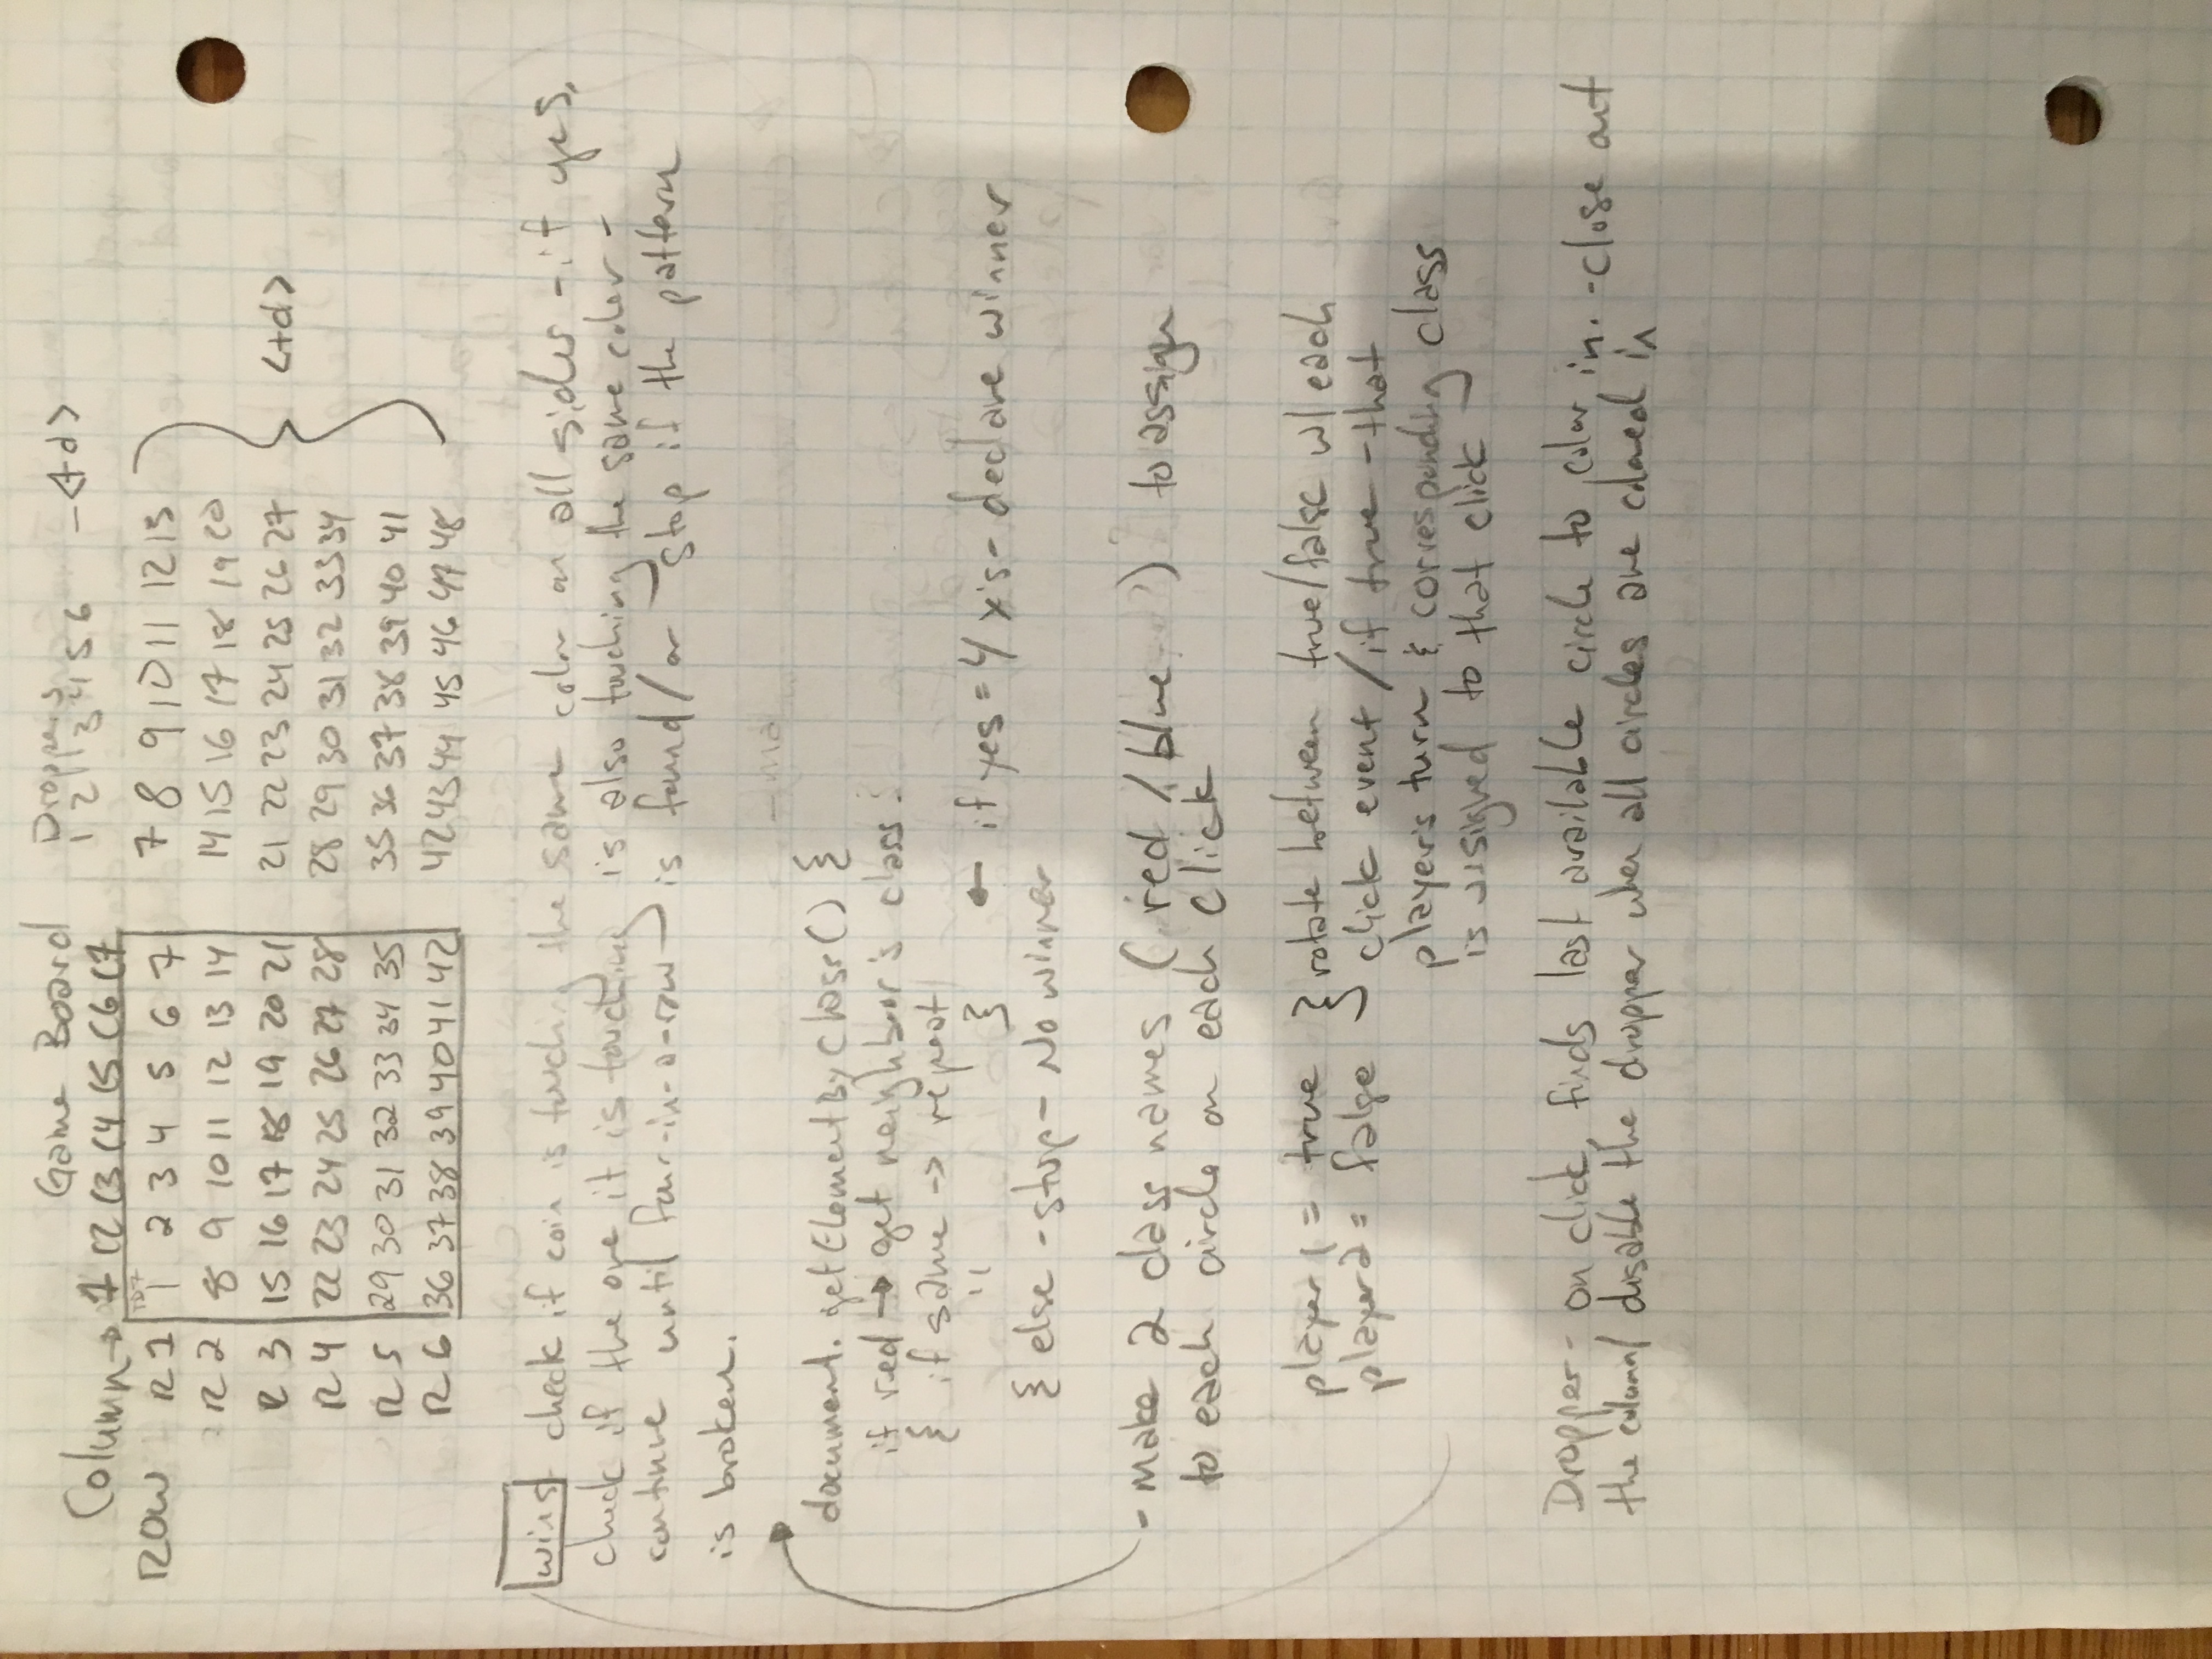 Game Board Droppers
Column → 1 C2 C3 C4 C5 C6 C7 1 2 3 4 5 6 - <td>
ROW R1 1 2 3 4 5 6 7 7 8 9 10 11 12 13
R2 8 9 10 11 12 13 14 14 15 16 17 18 19 20
R3 15 16 17 18 19 20 21 21 22 23 24 25 26 27 <td>
R4 22 23 24 25 26 27 28 28 29 30 31 32 33 34
R5 29 30 31 32 33 34 35 35 36 37 38 39 40 41
R6 36 37 38 39 40 41 42 42 43 44 45 46 47 48
wins - check if coin is touching the same color on all sides - if yes,
check if the one it is touching is also touching the same color -
continue until four-in-a-row is found / or stop if the pattern
is broken.
document.getElementByClass() {
if red → get neighbor's class:
{ if same → repeat
" } ← if yes = 4 x's - declare winner
{ else - stop - No winner
- Make 2 class names (red / blue ) to assign
to each circle on each click
player 1 = true } rotate between true/false w/ each
player 2 = false click event / if true - that
player's turn & corresponding class
is assigned to that click
Dropper - on click, finds last available circle to color in. - close out
the column/ disable the dropper when all circles are colored in